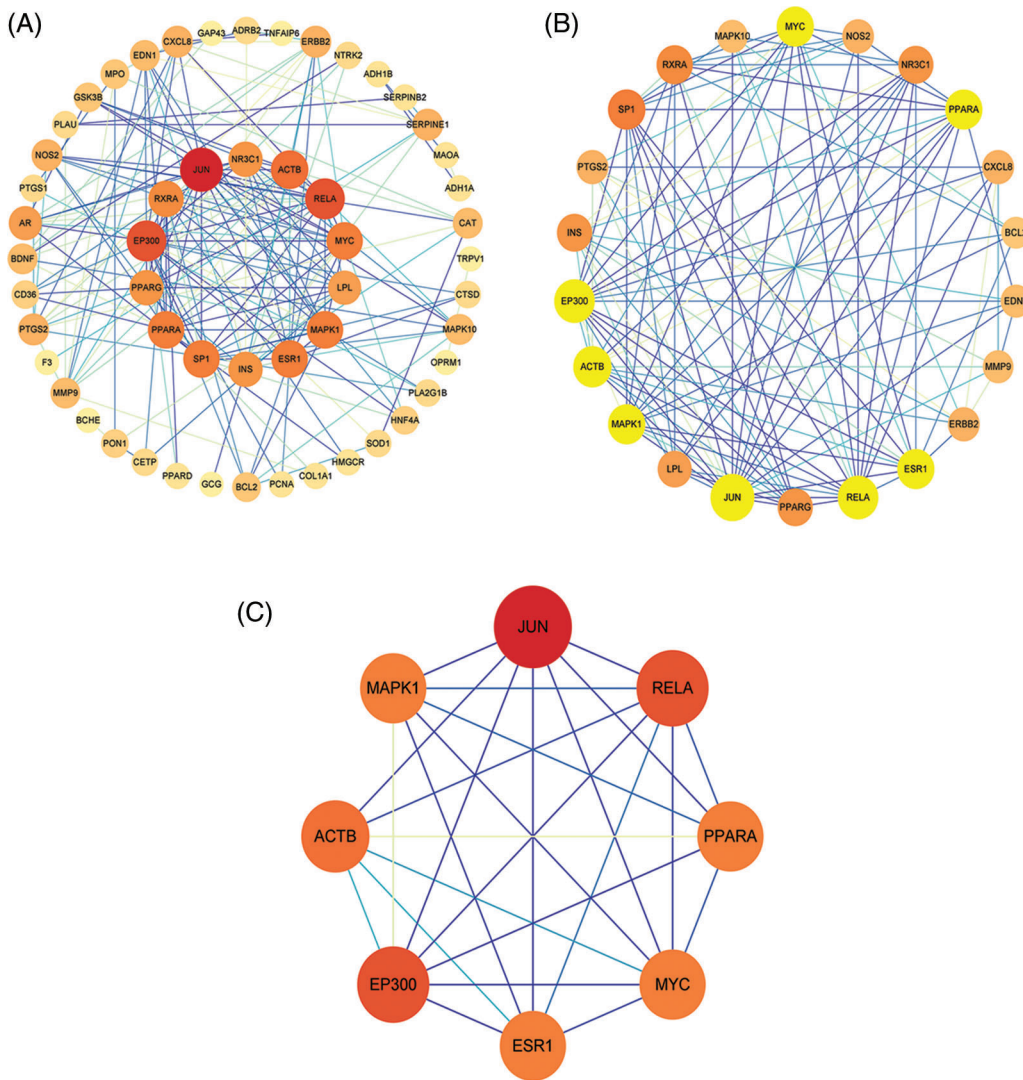 (A)
GAP43
ADRB2
TNFAIP6
CXCL8
ERBB2
EDN1
NTRK2
MPO
ADH1B
GSK3B
SERPINB2
PLAU
SERPINE1
NOS2
MAOA
PTGS1
ADH1A
AR
CAT
BDNF
TRPV1
CD36
CTSD
PTGS2
MAPK10
F3
OPRM1
MMP9
PLA2G1B
BCHE
HNF4A
PON1
SOD1
CETP
HMGCR
PPARD
COL1A1
GCG
BCL2
PCNA
JUN
NR3C1
ACTB
RXRA
RELA
EP300
MYC
PPARG
LPL
PPARA
MAPK1
SP1
INS
ESR1
(B)
MYC
MAPK10
NOS2
RXRA
NR3C1
SP1
PPARA
PTGS2
CXCL8
INS
BCL2
EP300
EDN
ACTB
MMP9
MAPK1
ERBB2
LPL
ESR1
JUN
PPARG
RELA
(C)
JUN
MAPK1
RELA
ACTB
PPARA
EP300
MYC
ESR1